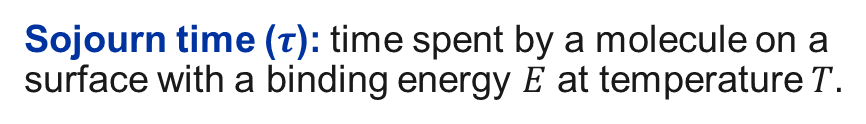 Sojourn time (τ): time spent by a molecule on a
surface with a binding energy E at temperature T.